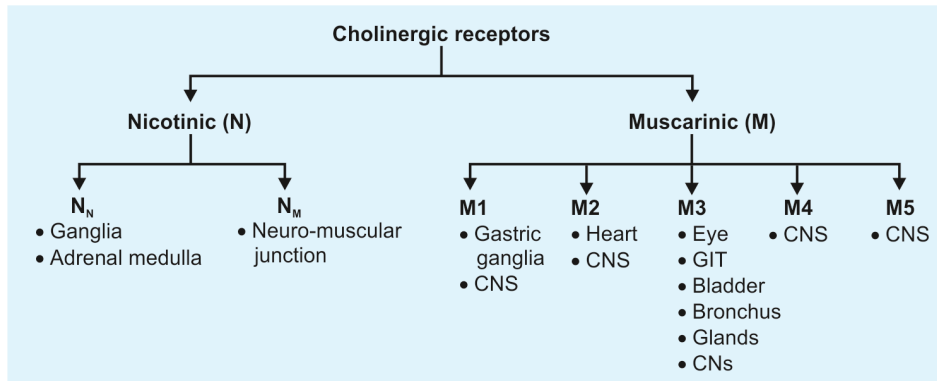 Cholinergic receptors
Nicotinic (N)
Muscarinic (M)
NN
• Ganglia
• Adrenal medulla
NM
• Neuro-muscular
junction
M1
• Gastric
ganglia
• CNS
M2
• Heart
• CNS
M3
• Eye
• GIT
• Bladder
• Bronchus
• Glands
• CNs
M4
• CNS
M5
• CNS